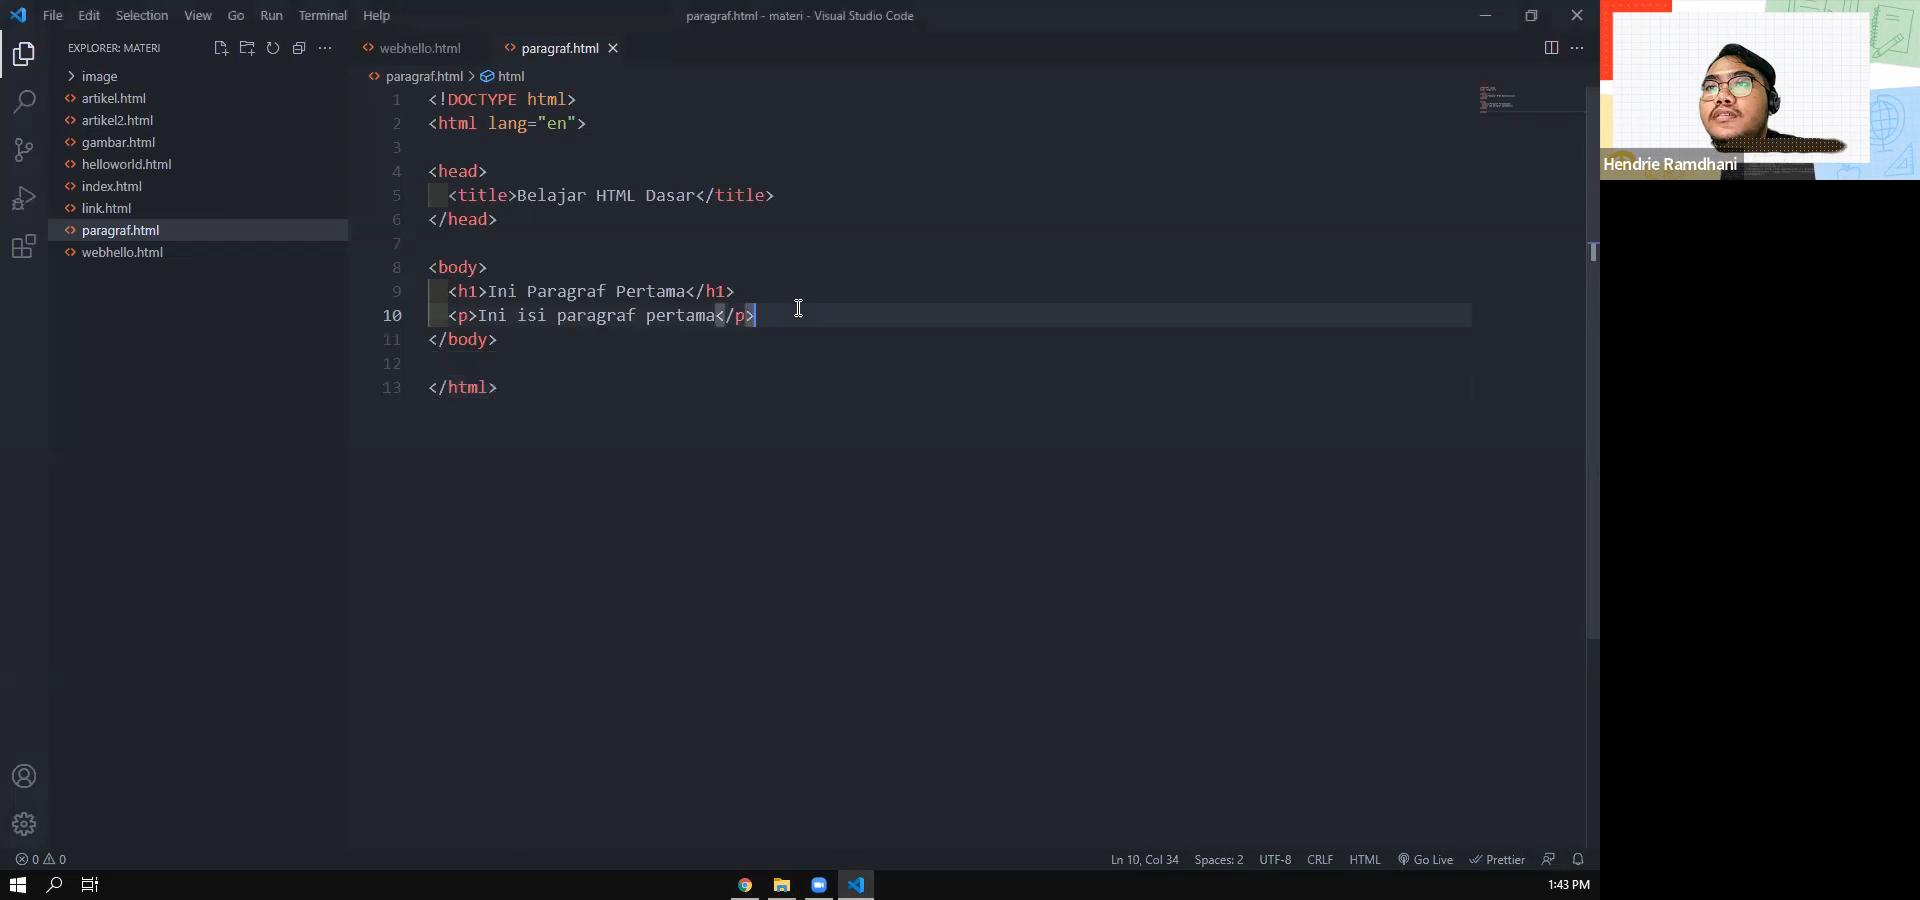 File Edit Selection View Go Run Terminal Help
paragraf.html - materi - Visual Studio Code
EXPLORER: MATERI
image
artikel.html
artikel2.html
gambar.html
helloworld.html
index.html
link.html
paragraf.html
webhello.html
webhello.html paragraf.html
paragraf.html > html
1 <!DOCTYPE html>
2 <html lang="en">
3
4 <head>
5 <title>Belajar HTML Dasar</title>
6 </head>
7
8 <body>
9 <h1>Ini Paragraf Pertama</h1>
10 <p>Ini isi paragraf pertama</p>
11 </body>
12
13 </html>
Hendrie Ramdhani
0 0
Ln 10, Col 34 Spaces: 2 UTF-8 CRLF HTML Go Live Prettier
1:43 PM